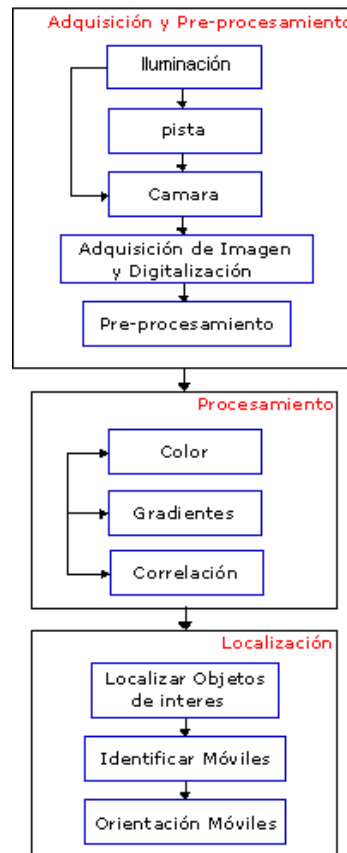 Adquisición y Pre-procesamiento
Iluminación
pista
Camara
Adquisición de Imagen
y Digitalización
Pre-procesamiento
Procesamiento
Color
Gradientes
Correlación
Localización
Localizar Objetos
de interes
Identificar Móviles
Orientación Móviles